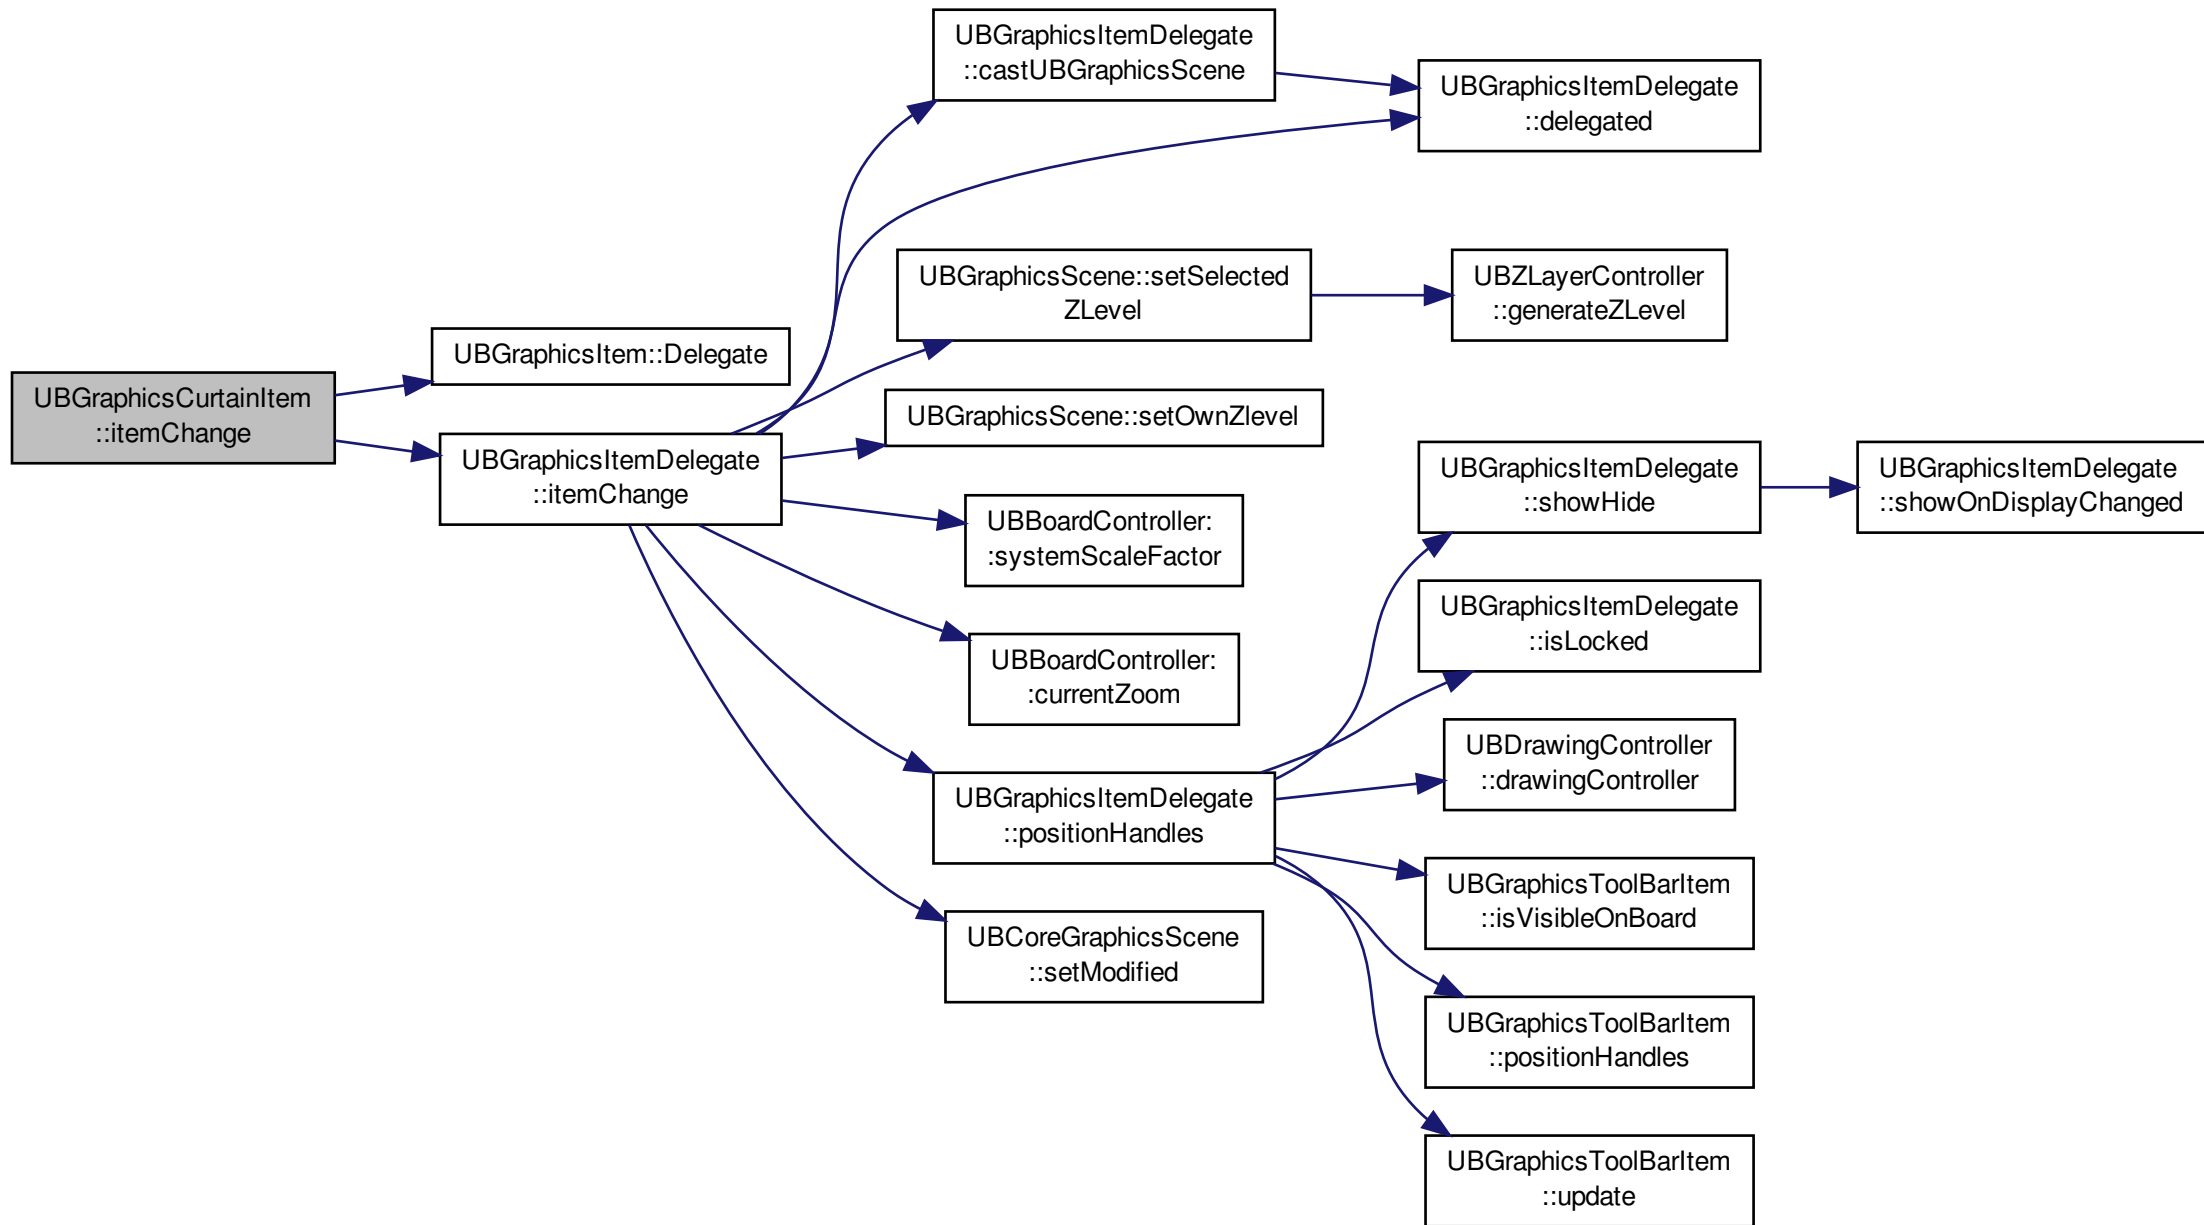 UBGraphicsCurtainItem
::itemChange
UBGraphicsItem::Delegate
UBGraphicsItemDelegate
::itemChange
UBGraphicsItemDelegate
::castUBGraphicsScene
UBGraphicsItemDelegate
::delegated
UBGraphicsScene::setSelected
ZLevel
UBZLayerController
::generateZLevel
UBGraphicsScene::setOwnZlevel
UBBoardController:
:systemScaleFactor
UBBoardController:
:currentZoom
UBGraphicsItemDelegate
::positionHandles
UBCoreGraphicsScene
::setModified
UBGraphicsItemDelegate
::showHide
UBGraphicsItemDelegate
::showOnDisplayChanged
UBGraphicsItemDelegate
::isLocked
UBDrawingController
::drawingController
UBGraphicsToolBarItem
::isVisibleOnBoard
UBGraphicsToolBarItem
::positionHandles
UBGraphicsToolBarItem
::update